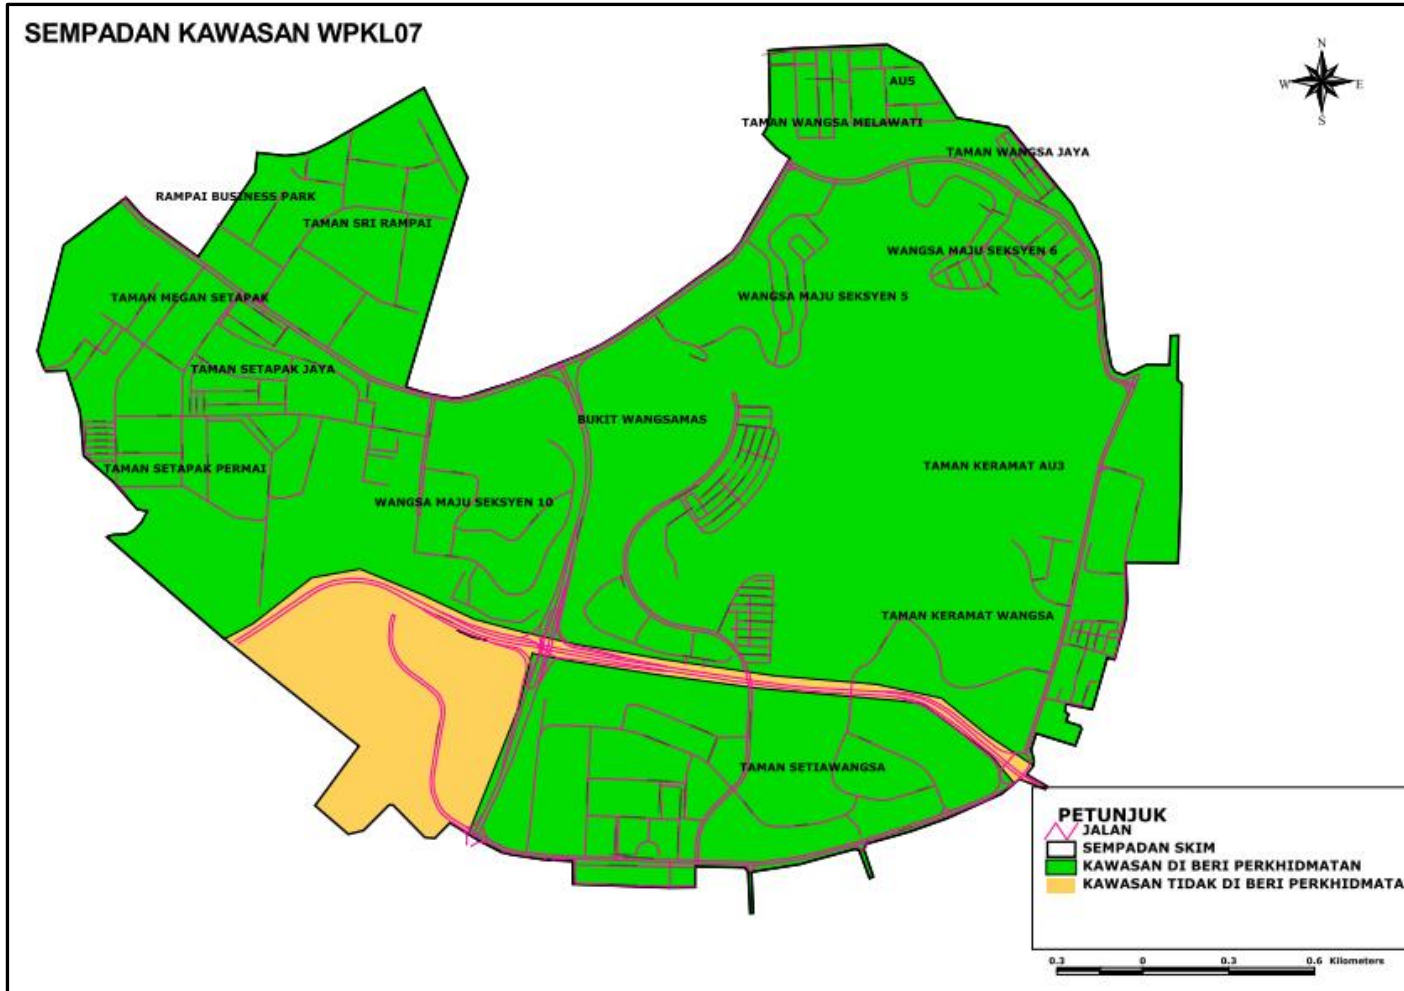 SEMPADAN KAWASAN WPKL07
N
W
E
S
AU5
TAMAN WANGSA MELAWATI
TAMAN WANGSA JAYA
RAMPAI BUSINESS PARK
TAMAN SRI RAMPAI
WANGSA MAJU SEKSYEN 6
TAMAN MEGAN SETAPAK
WANGSA MAJU SEKSYEN 5
TAMAN SETAPAK JAYA
BUKIT WANGSAMAS
TAMAN SETAPAK PERMAI
TAMAN KERAMAT AU3
WANGSA MAJU SEKSYEN 10
TAMAN KERAMAT WANGSA
TAMAN SETIAWANGSA
PETUNJUK
JALAN
SEMPADAN SKIM
KAWASAN DI BERI PERKHIDMATAN
KAWASAN TIDAK DI BERI PERKHIDMATA
0.3 0 0.3 0.6 Kilometers